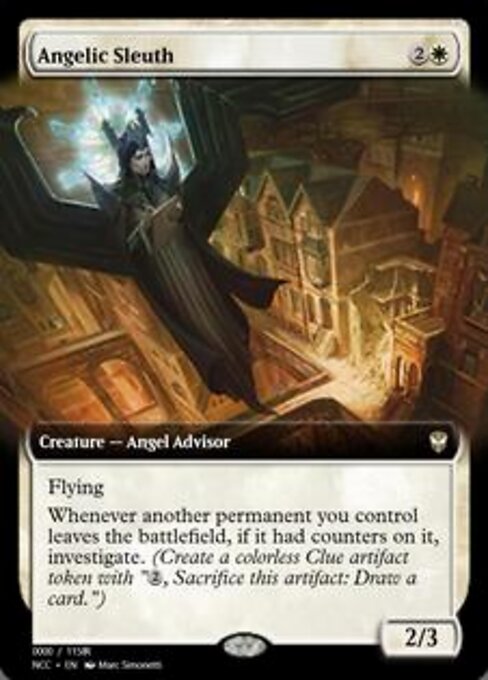 Angelic Sleuth 2
Creature — Angel Advisor
Flying
Whenever another permanent you control
leaves the battlefield, if it had counters on it,
investigate. (Create a colorless Clue artifact
token with "2, Sacrifice this artifact: Draw a
card.")
2/3
NCC • EN Marc Simonetti